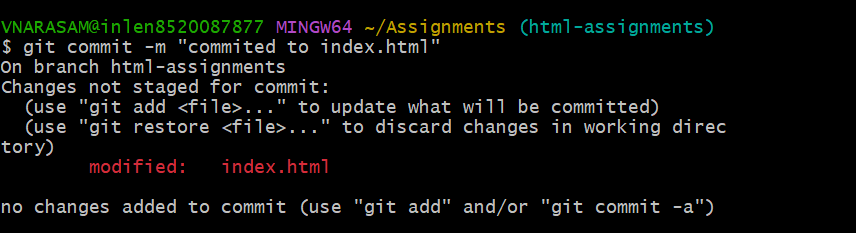 VNARASAM@inlen8520087877 MINGW64 ~/Assignments (html-assignments)
$ git commit -m "commited to index.html"
On branch html-assignments
Changes not staged for commit:
  (use "git add <file>..." to update what will be committed)
  (use "git restore <file>..." to discard changes in working direc
tory)
        modified:   index.html

no changes added to commit (use "git add" and/or "git commit -a")